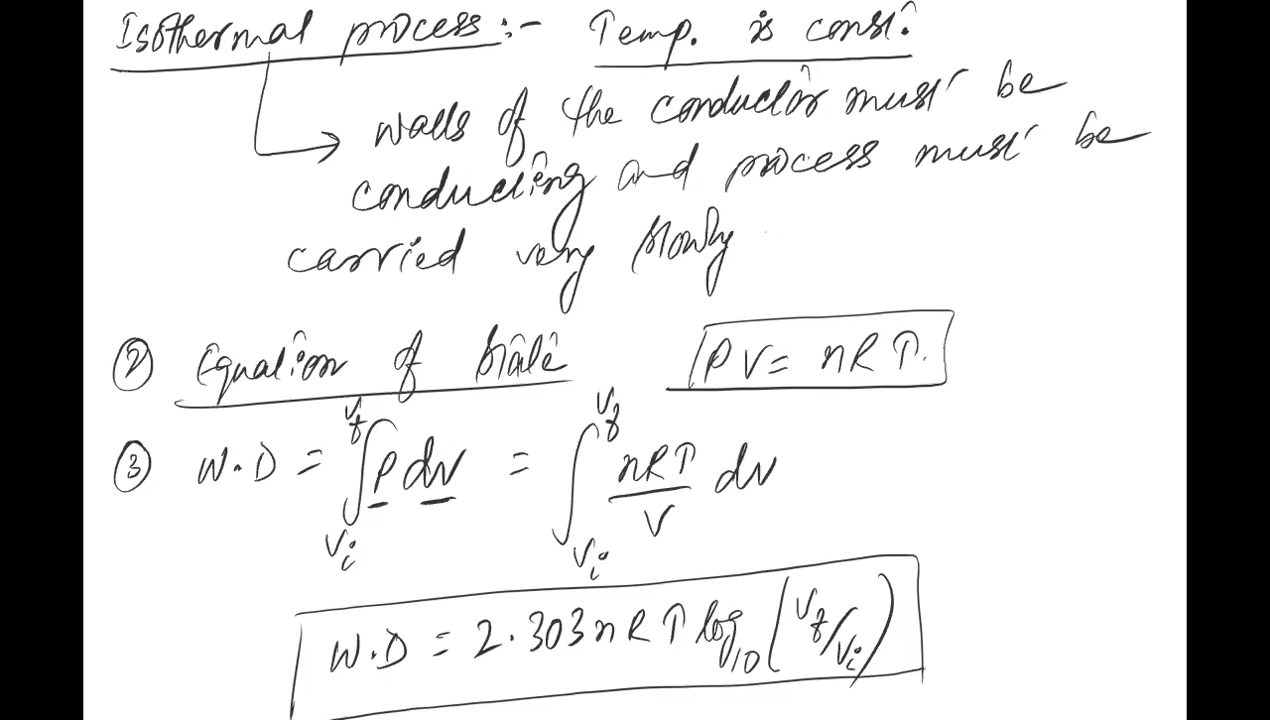 Isothermal process :- Temp. is const.
→ walls of the conductor must be
conducting and process must be
carried very slowly
② Equation of state PV = nRT.
③ W.D = ∫_{Vi}^{Vf} P dv = ∫_{Vi}^{Vf} nRT/V dv
W.D = 2.303 nRT log₁₀ (Vf/Vi)